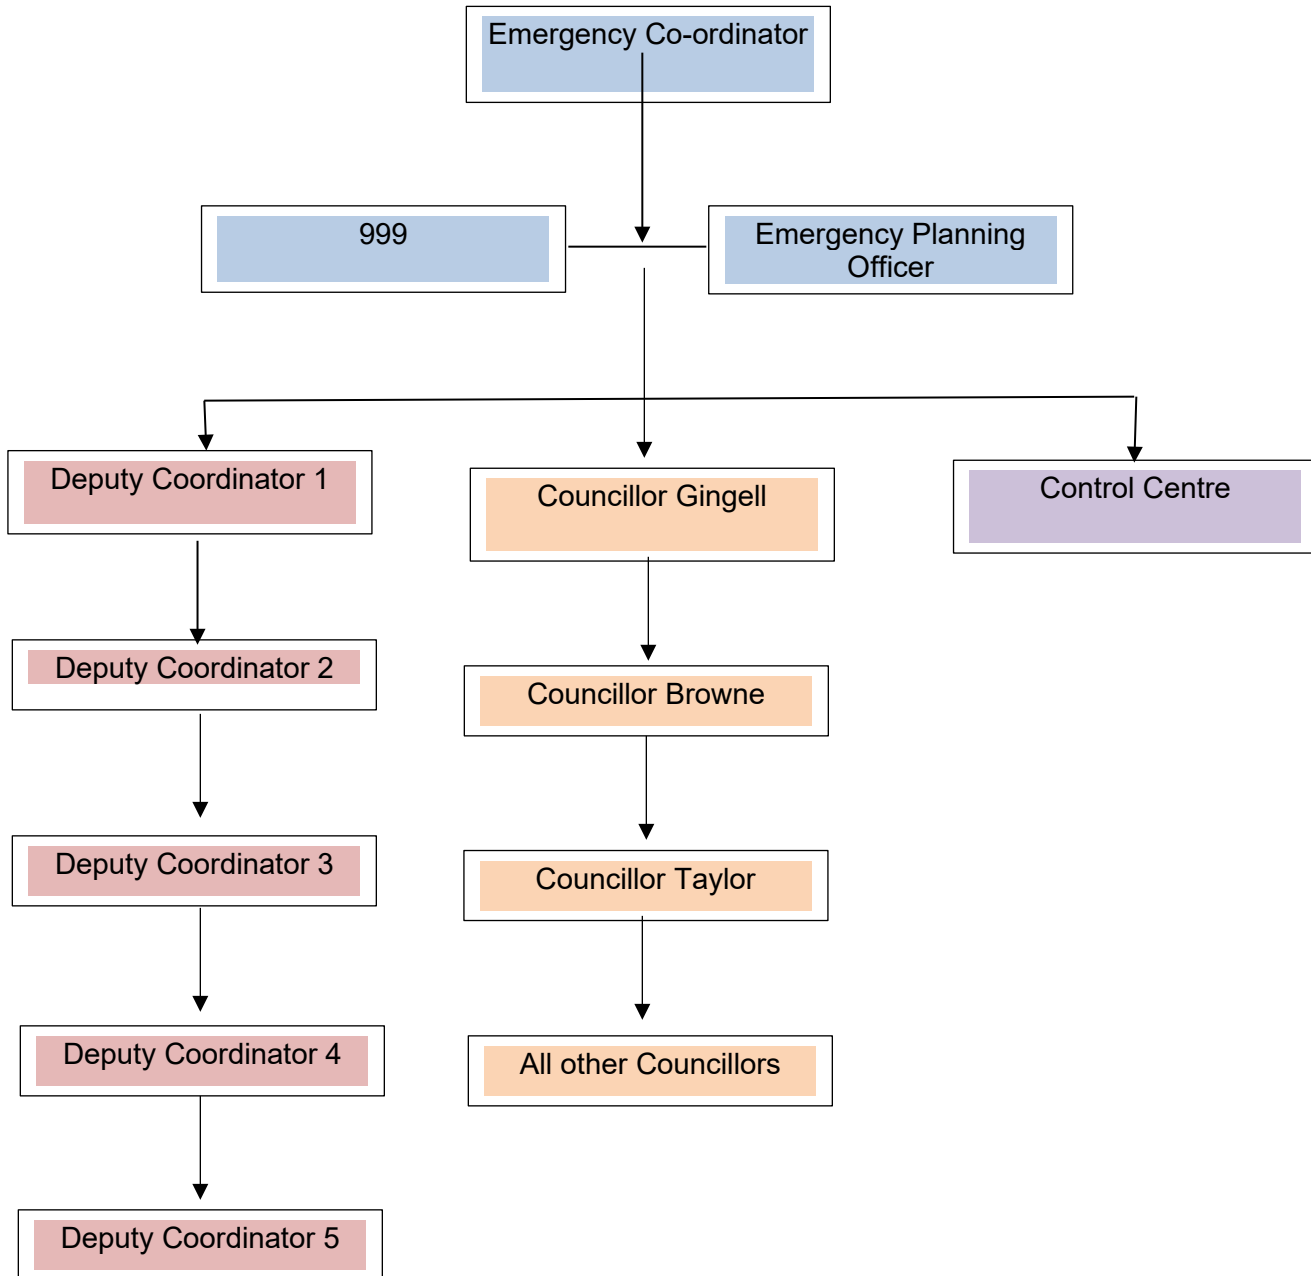 Emergency Co-ordinator
999
Emergency Planning
Officer
Deputy Coordinator 1
Councillor Gingell
Control Centre
Deputy Coordinator 2
Councillor Browne
Deputy Coordinator 3
Councillor Taylor
Deputy Coordinator 4
All other Councillors
Deputy Coordinator 5